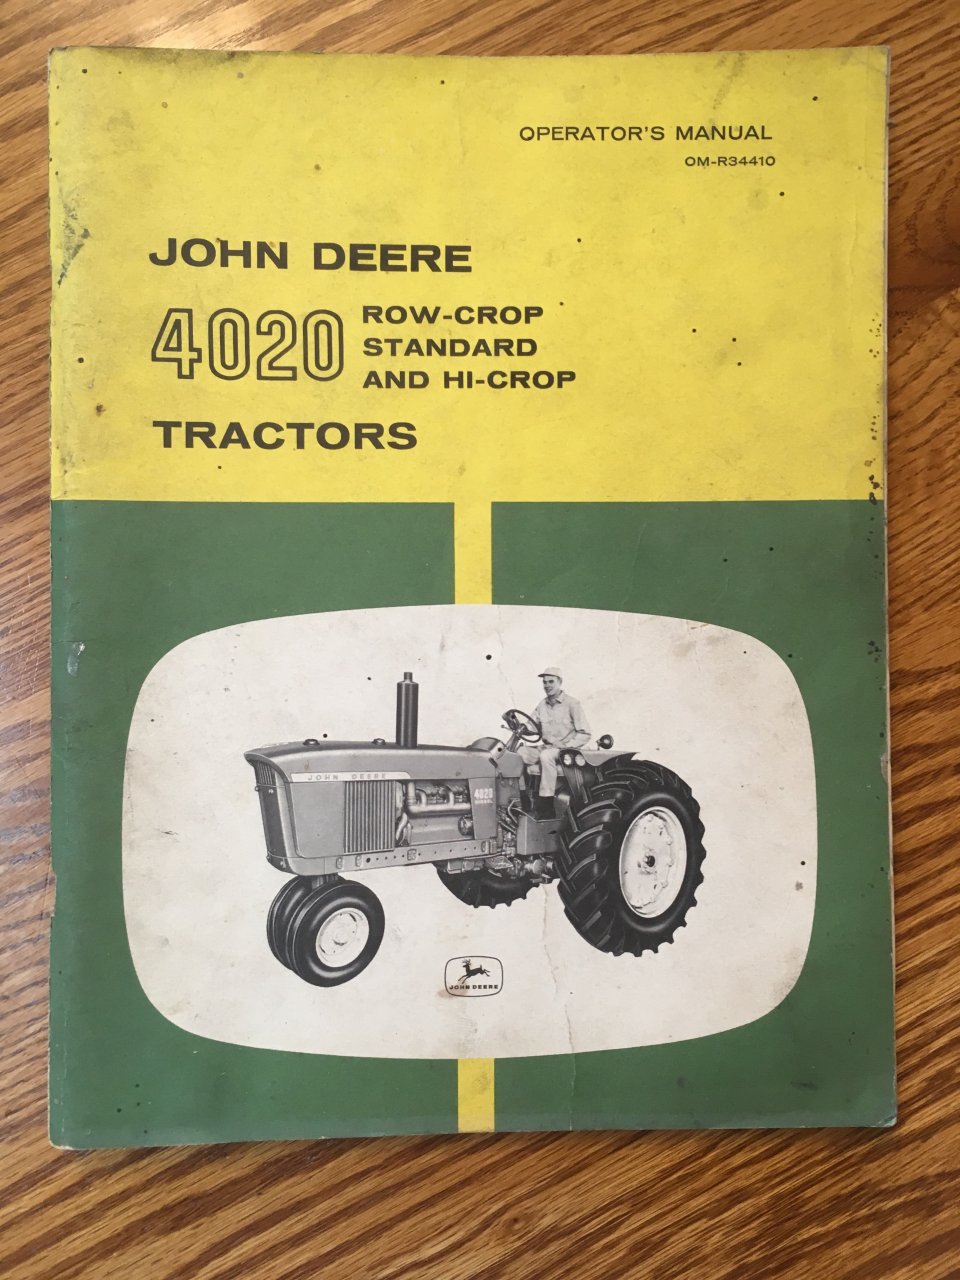 OPERATOR'S MANUAL
OM-R34410
JOHN DEERE
4020
ROW-CROP
STANDARD
AND HI-CROP
TRACTORS
JOHN DEERE
4020
DIESEL
JOHN DEERE